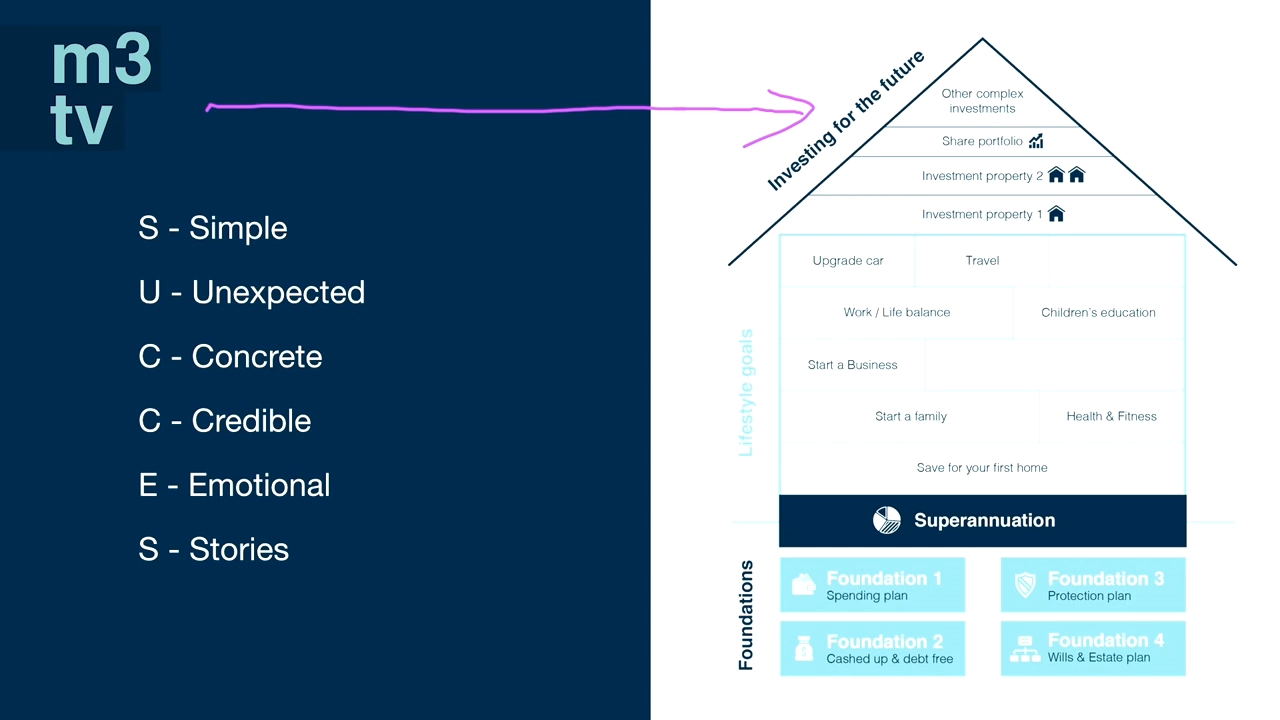 m3
tv
S - Simple
U - Unexpected
C - Concrete
C - Credible
E - Emotional
S - Stories
Investing for the future
Other complex
investments
Share portfolio
Investment property 2
Investment property 1
Lifestyle goals
Upgrade car
Travel
Work / Life balance
Children's education
Start a Business
Start a family
Health & Fitness
Save for your first home
Superannuation
Foundations
Foundation 1
Spending plan
Foundation 3
Protection plan
Foundation 2
Cashed up & debt free
Foundation 4
Wills & Estate plan